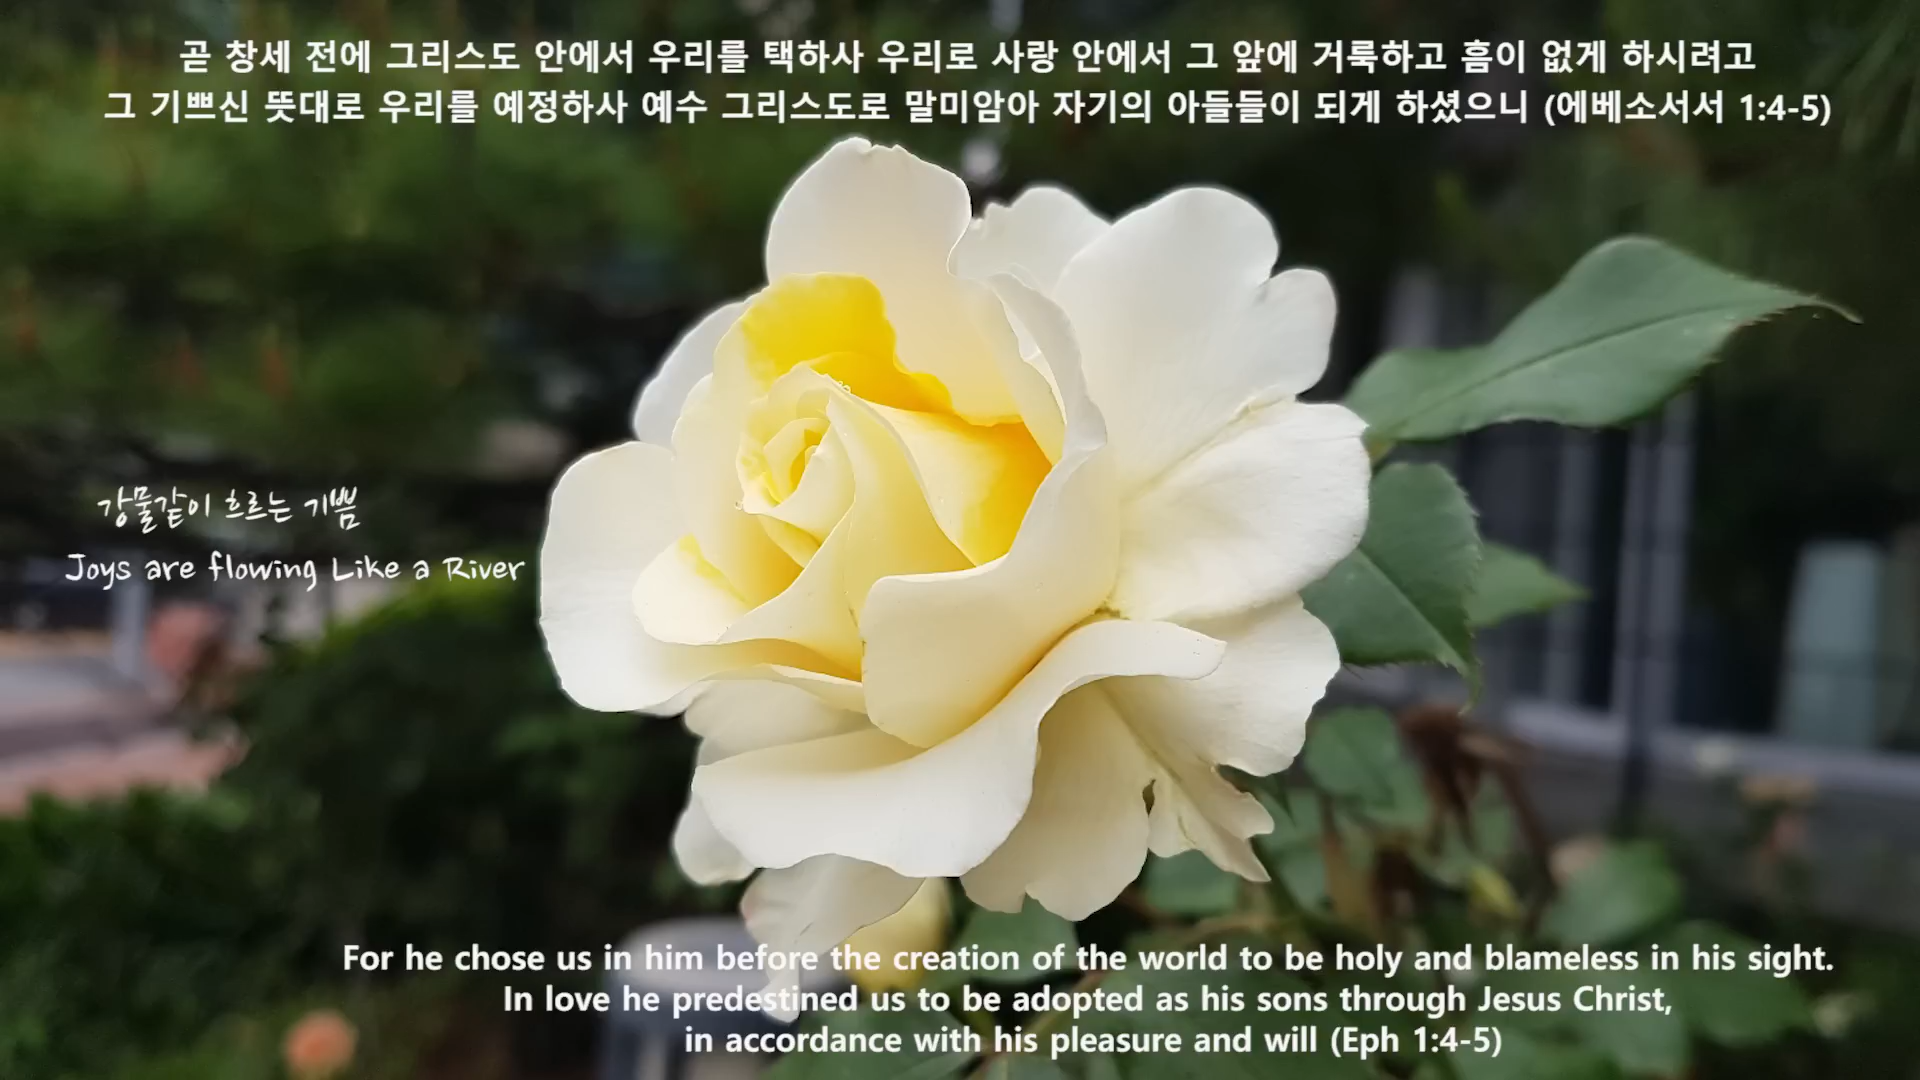 곧 창세 전에 그리스도 안에서 우리를 택하사 우리로 사랑 안에서 그 앞에 거룩하고 흠이 없게 하시려고
그 기쁘신 뜻대로 우리를 예정하사 예수 그리스도로 말미암아 자기의 아들들이 되게 하셨으니 (에베소서서 1:4-5)
강물같이 흐르는 기쁨
Joys are flowing Like a River
For he chose us in him before the creation of the world to be holy and blameless in his sight.
In love he predestined us to be adopted as his sons through Jesus Christ,
in accordance with his pleasure and will (Eph 1:4-5)